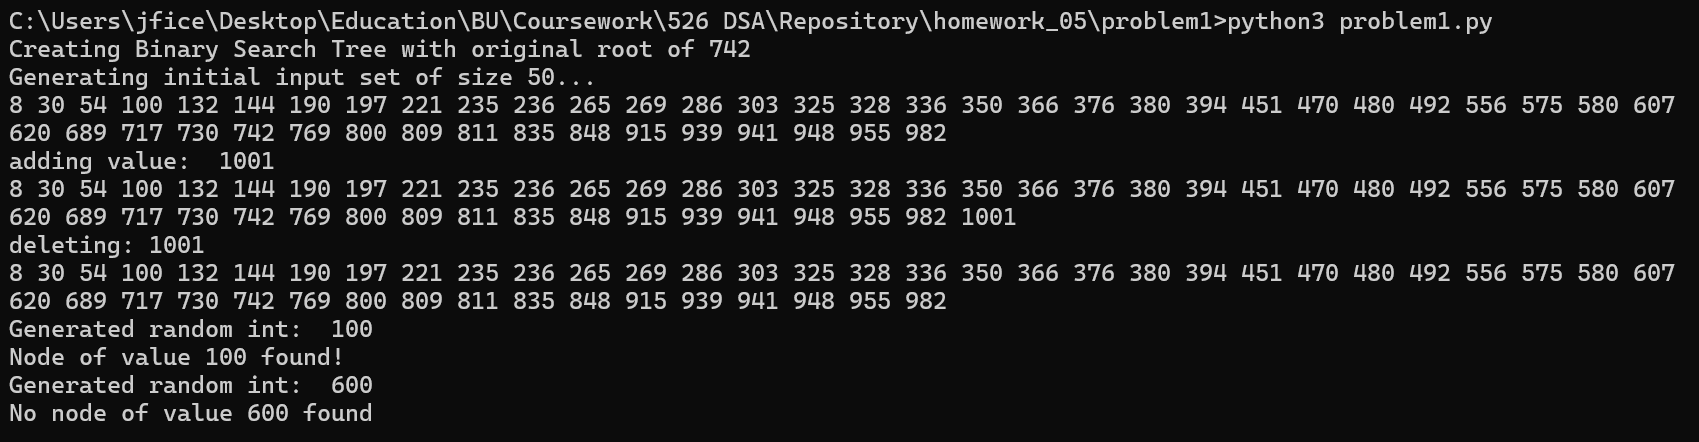 C:\Users\jfice\Desktop\Education\BU\Coursework\526 DSA\Repository\homework_05\problem1>python3 problem1.py
Creating Binary Search Tree with original root of 742
Generating initial input set of size 50...
8 30 54 100 132 144 190 197 221 235 236 265 269 286 303 325 328 336 350 366 376 380 394 451 470 480 492 556 575 580 607
620 689 717 730 742 769 800 809 811 835 848 915 939 941 948 955 982
adding value:  1001
8 30 54 100 132 144 190 197 221 235 236 265 269 286 303 325 328 336 350 366 376 380 394 451 470 480 492 556 575 580 607
620 689 717 730 742 769 800 809 811 835 848 915 939 941 948 955 982 1001
deleting: 1001
8 30 54 100 132 144 190 197 221 235 236 265 269 286 303 325 328 336 350 366 376 380 394 451 470 480 492 556 575 580 607
620 689 717 730 742 769 800 809 811 835 848 915 939 941 948 955 982
Generated random int:  100
Node of value 100 found!
Generated random int:  600
No node of value 600 found